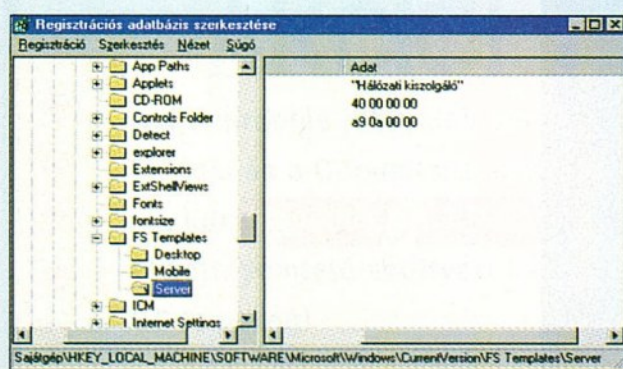 Regisztrációs adatbázis szerkesztése
Regisztráció Szerkesztés Nézet Súgó
App Paths
Applets
CD-ROM
Controls Folder
Detect
explorer
Extensions
ExtShellViews
Fonts
fontsize
FS Templates
Desktop
Mobile
Server
ICM
Internet Settings
Adat
"Hálózati kiszolgáló"
40 00 00 00
a9 0a 00 00
Sajátgép\HKEY_LOCAL_MACHINE\SOFTWARE\Microsoft\Windows\CurrentVersion\FS Templates\Server